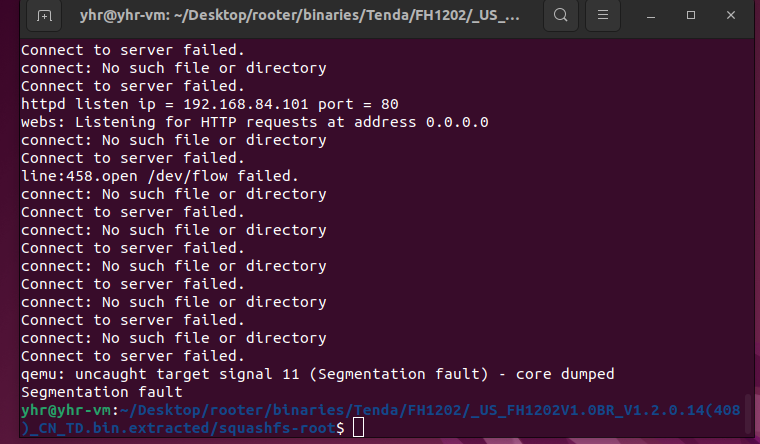 yhr@yhr-vm: ~/Desktop/rooter/binaries/Tenda/FH1202/_US_...
Connect to server failed.
connect: No such file or directory
Connect to server failed.
httpd listen ip = 192.168.84.101 port = 80
webs: Listening for HTTP requests at address 0.0.0.0
connect: No such file or directory
Connect to server failed.
line:458.open /dev/flow failed.
connect: No such file or directory
Connect to server failed.
connect: No such file or directory
Connect to server failed.
connect: No such file or directory
Connect to server failed.
connect: No such file or directory
Connect to server failed.
connect: No such file or directory
Connect to server failed.
qemu: uncaught target signal 11 (Segmentation fault) - core dumped
Segmentation fault
yhr@yhr-vm:~/Desktop/rooter/binaries/Tenda/FH1202/_US_FH1202V1.0BR_V1.2.0.14(408
)_CN_TD.bin.extracted/squashfs-root$